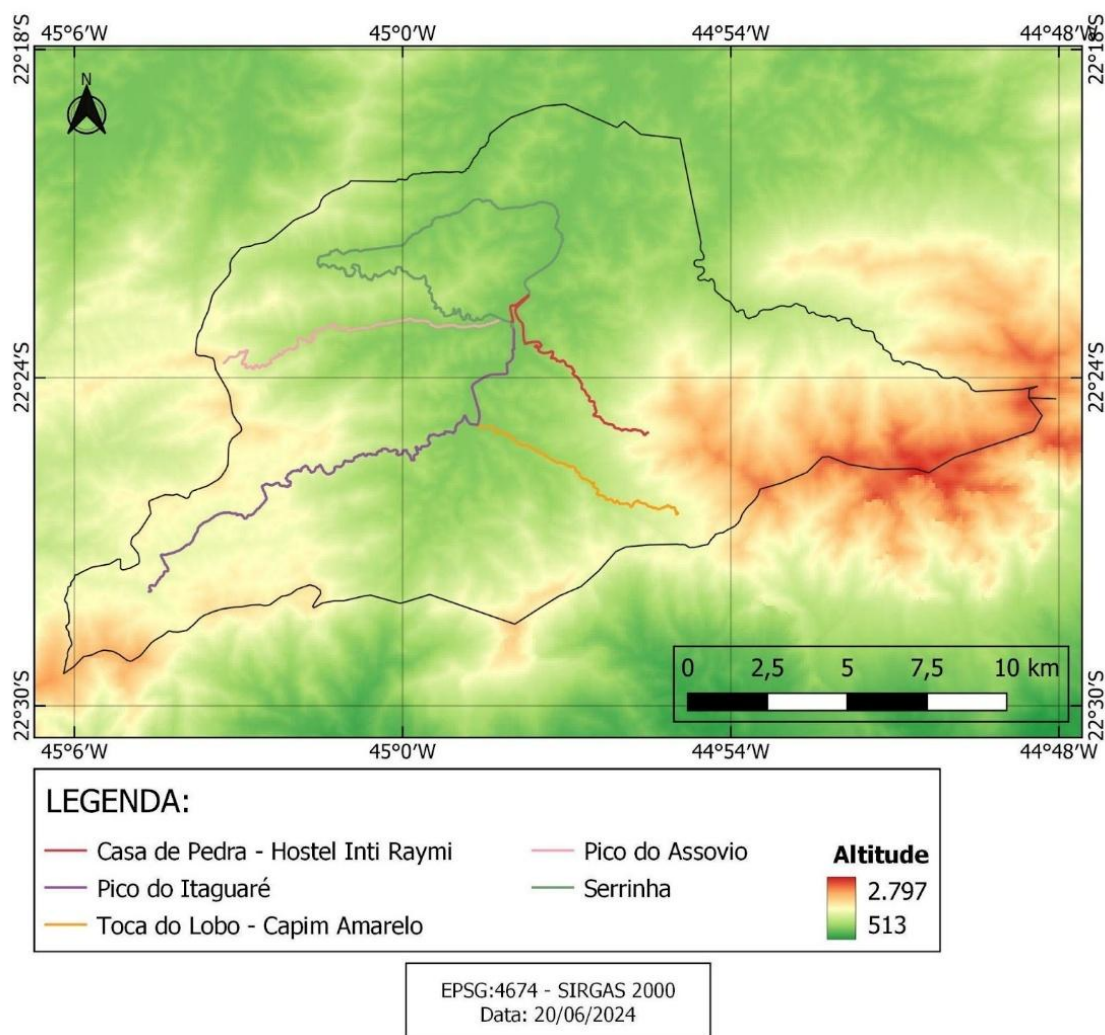 45°6′W 45°0′W 44°54′W 44°48′W
22°18′S 22°18′S
N
22°24′S 22°24′S
0 2,5 5 7,5 10 km
22°30′S 22°30′S
45°6′W 45°0′W 44°54′W 44°48′W
LEGENDA:
Casa de Pedra - Hostel Inti Raymi
Pico do Itaguaré
Toca do Lobo - Capim Amarelo
Pico do Assovio
Serrinha
Altitude
2.797
513
EPSG:4674 - SIRGAS 2000
Data: 20/06/2024